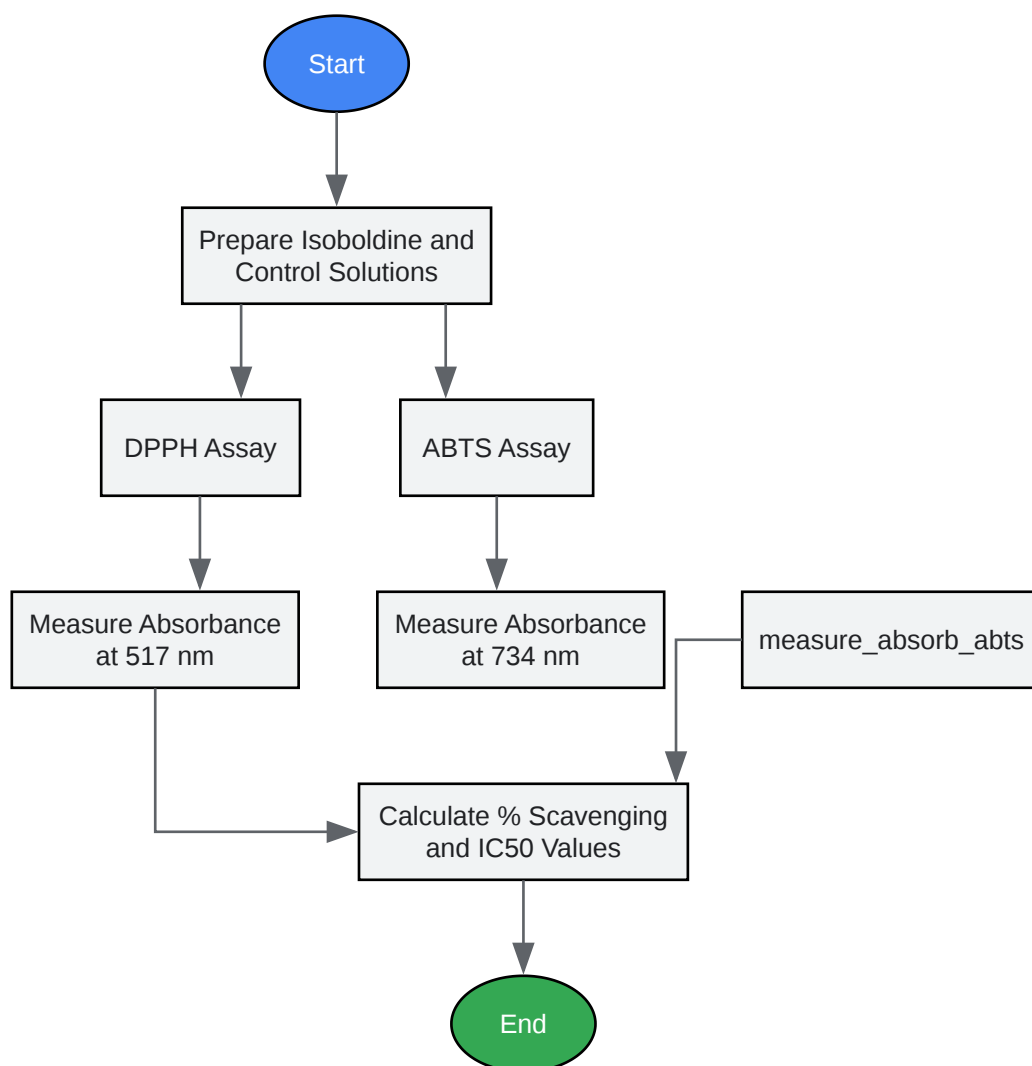 Start
Prepare Isoboldine and
Control Solutions
DPPH Assay
ABTS Assay
Measure Absorbance
at 517 nm
Measure Absorbance
at 734 nm
measure_absorb_abts
Calculate % Scavenging
and IC50 Values
End